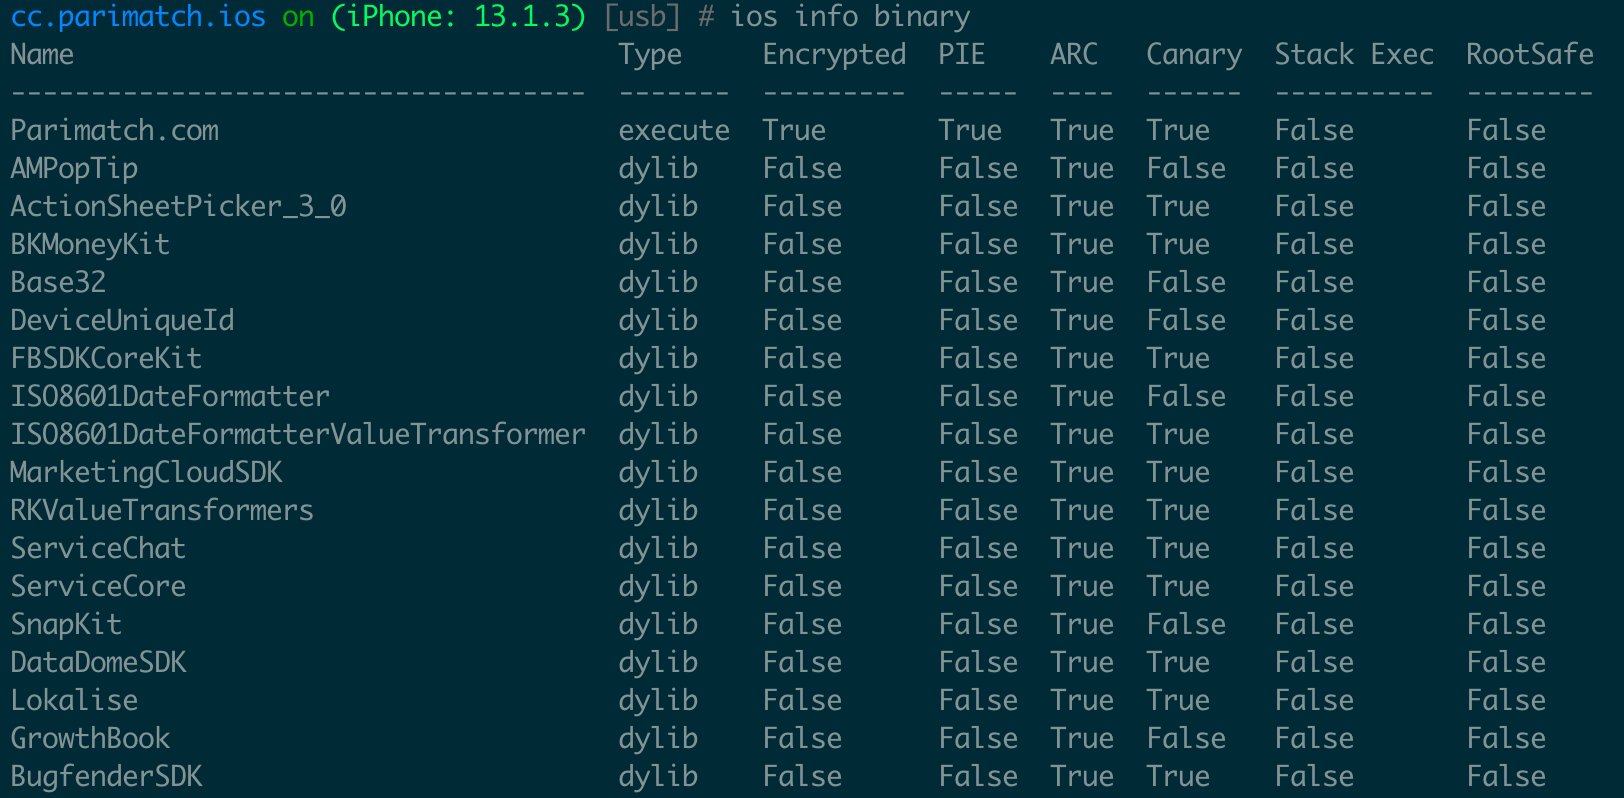 cc.parimatch.ios on (iPhone: 13.1.3) [usb] # ios info binary
Name Type Encrypted PIE ARC Canary Stack Exec RootSafe
------------------------------------ ------- --------- ----- ---- ------ ---------- --------
Parimatch.com execute True True True True False False
AMPopTip dylib False False True False False False
ActionSheetPicker_3_0 dylib False False True True False False
BKMoneyKit dylib False False True True False False
Base32 dylib False False True False False False
DeviceUniqueId dylib False False True False False False
FBSDKCoreKit dylib False False True True False False
ISO8601DateFormatter dylib False False True False False False
ISO8601DateFormatterValueTransformer dylib False False True True False False
MarketingCloudSDK dylib False False True True False False
RKValueTransformers dylib False False True True False False
ServiceChat dylib False False True True False False
ServiceCore dylib False False True True False False
SnapKit dylib False False True False False False
DataDomeSDK dylib False False True True False False
Lokalise dylib False False True True False False
GrowthBook dylib False False True False False False
BugfenderSDK dylib False False True True False False